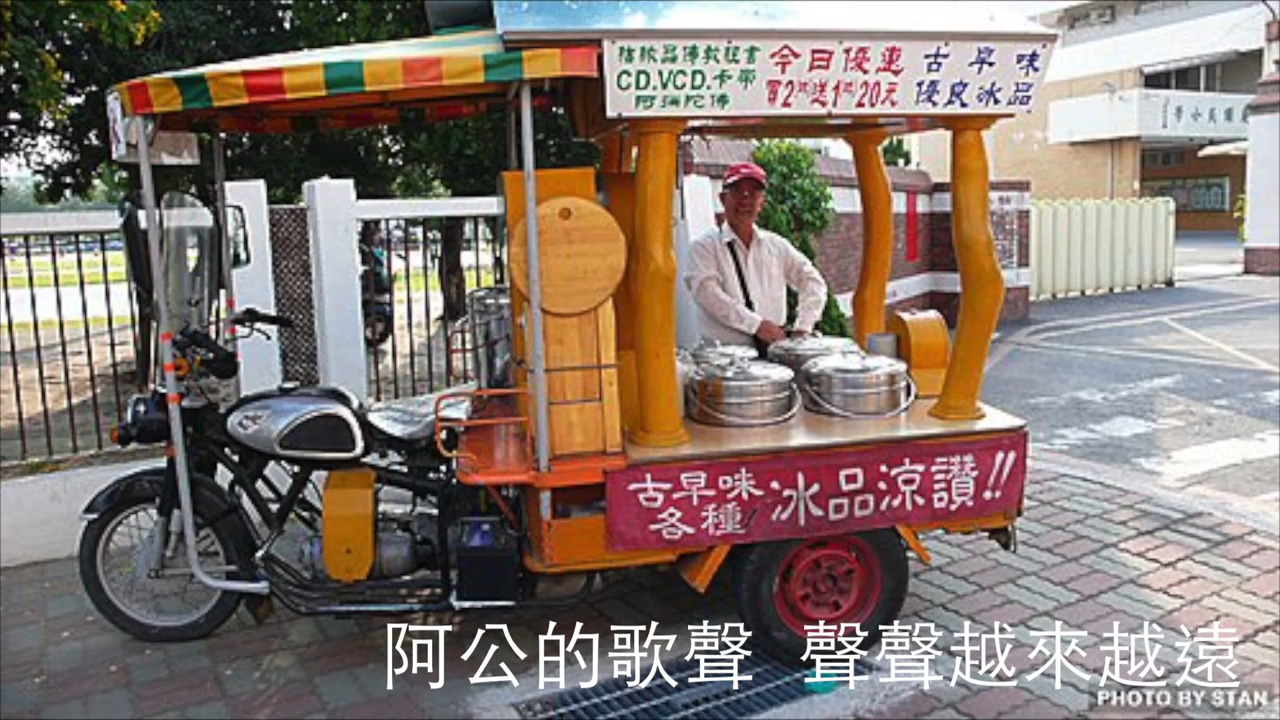 CD.VCD.卡帶
阿彌陀佛
今日優惠
買2送1 20元
古早味
優良冰品
古早味
各種
冰品涼讚!!
阿公的歌聲 聲聲越來越遠
PHOTO BY STAN